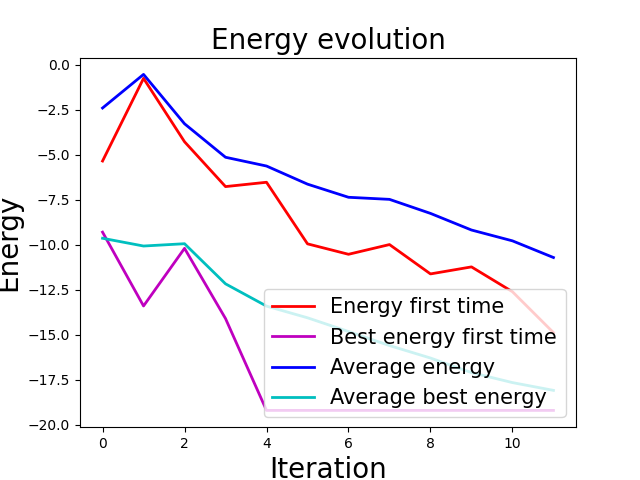 Energy evolution
Energy
0.0
−2.5
−5.0
−7.5
−10.0
−12.5
−15.0
−17.5
−20.0
Energy first time
Best energy first time
Average energy
Average best energy
0 2 4 6 8 10
Iteration